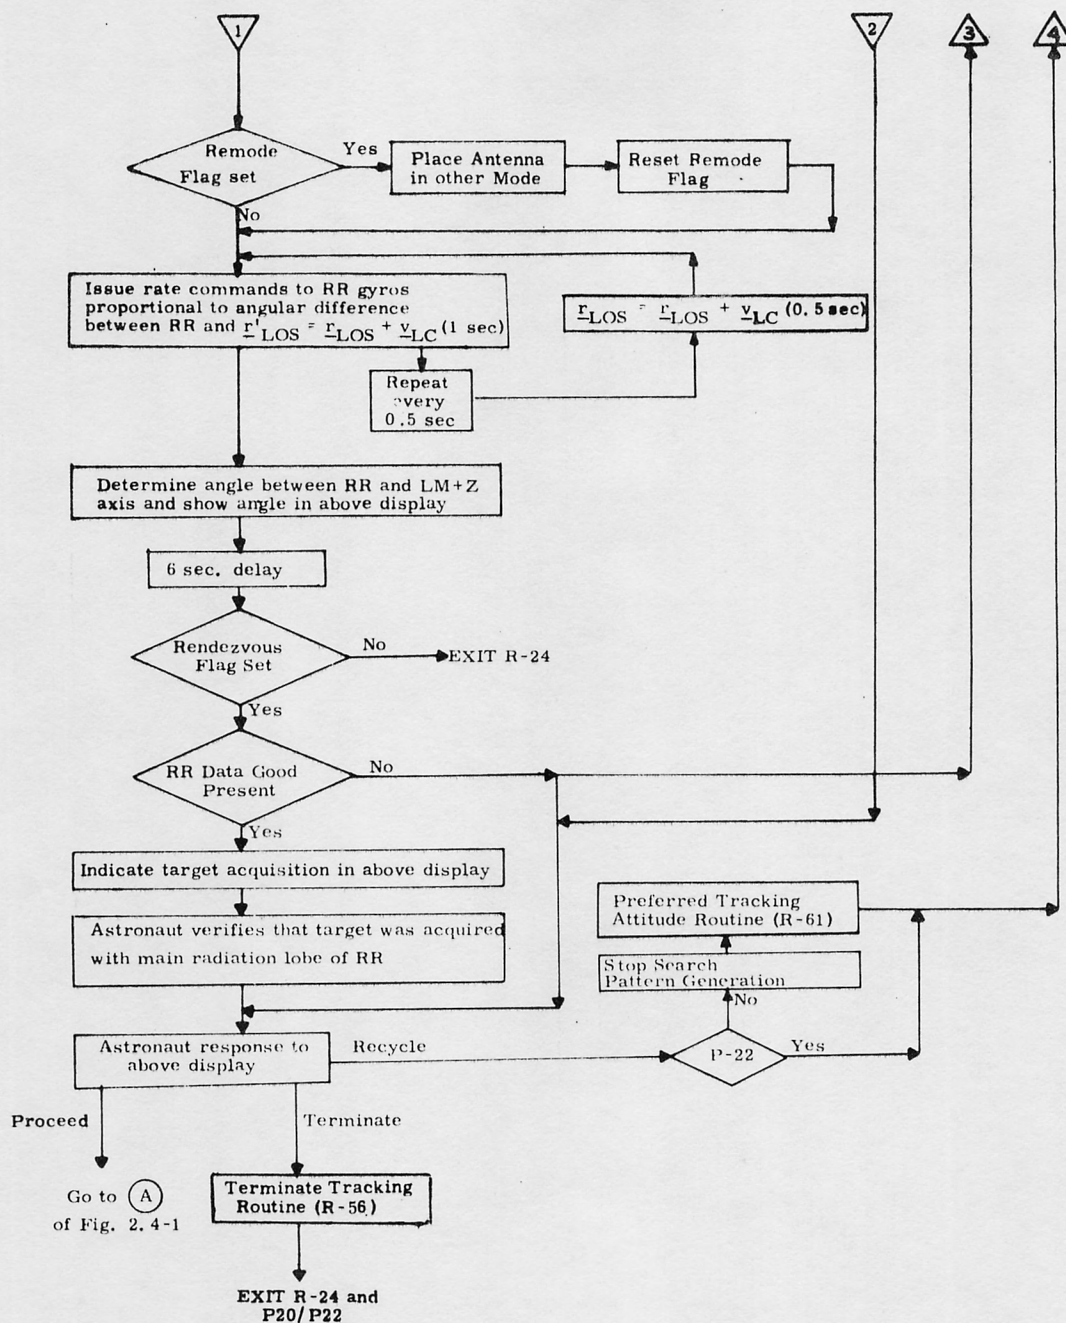 1
2
3
4
Remode
Flag set
Yes
Place Antenna
in other Mode
Reset Remode
Flag
No
Issue rate commands to RR gyros
proportional to angular difference
between RR and r'LOS = rLOS + vLC (1 sec)
rLOS = rLOS + vLC (0.5 sec)
Repeat
every
0.5 sec
Determine angle between RR and LM+Z
axis and show angle in above display
6 sec. delay
Rendezvous
Flag Set
No
EXIT R-24
Yes
RR Data Good
Present
No
Yes
Indicate target acquisition in above display
Astronaut verifies that target was acquired
with main radiation lobe of RR
Preferred Tracking
Attitude Routine (R-61)
Stop Search
Pattern Generation
No
Astronaut response to
above display
Recycle
P-22
Yes
Proceed
Terminate
Go to A
of Fig. 2.4-1
Terminate Tracking
Routine (R-56)
EXIT R-24 and
P20/P22